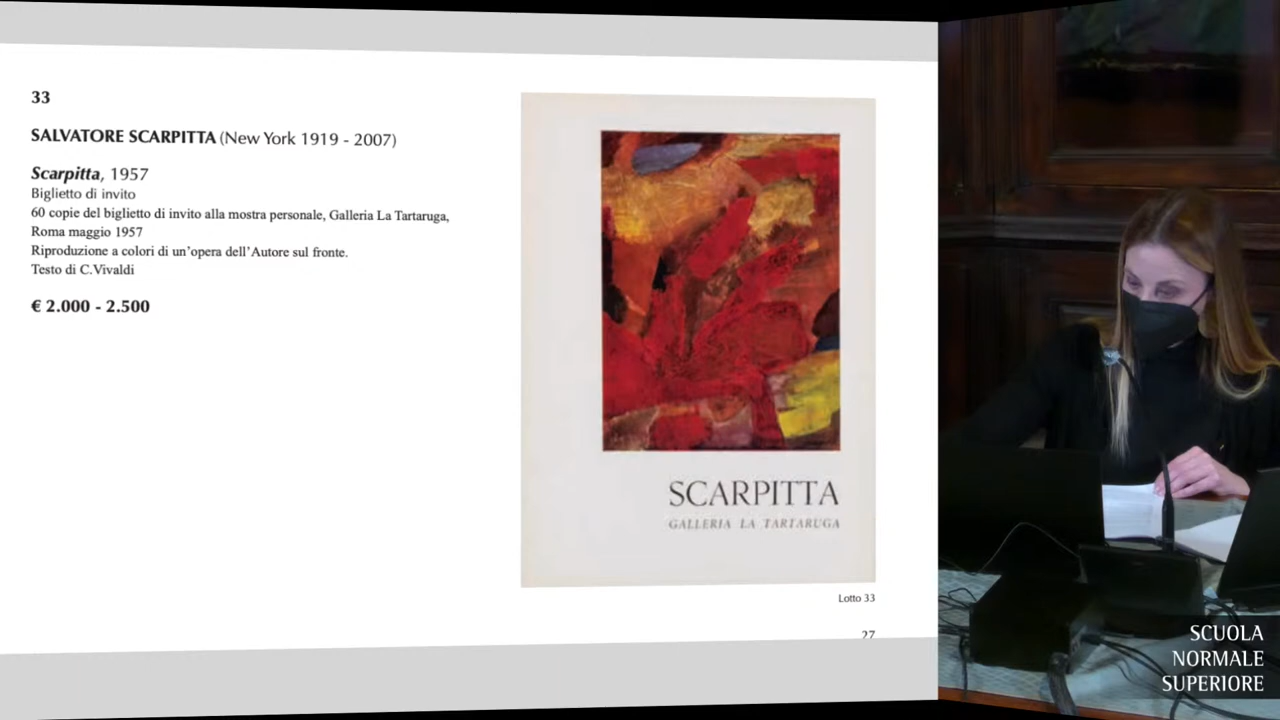 33
SALVATORE SCARPITTA (New York 1919 - 2007)
Scarpitta, 1957
Biglietto di invito
60 copie del biglietto di invito alla mostra personale, Galleria La Tartaruga,
Roma maggio 1957
Riproduzione a colori di un'opera dell'Autore sul fronte.
Testo di C.Vivaldi
€ 2.000 - 2.500
SCARPITTA
GALLERIA LA TARTARUGA
Lotto 33
27
SCUOLA
NORMALE
SUPERIORE